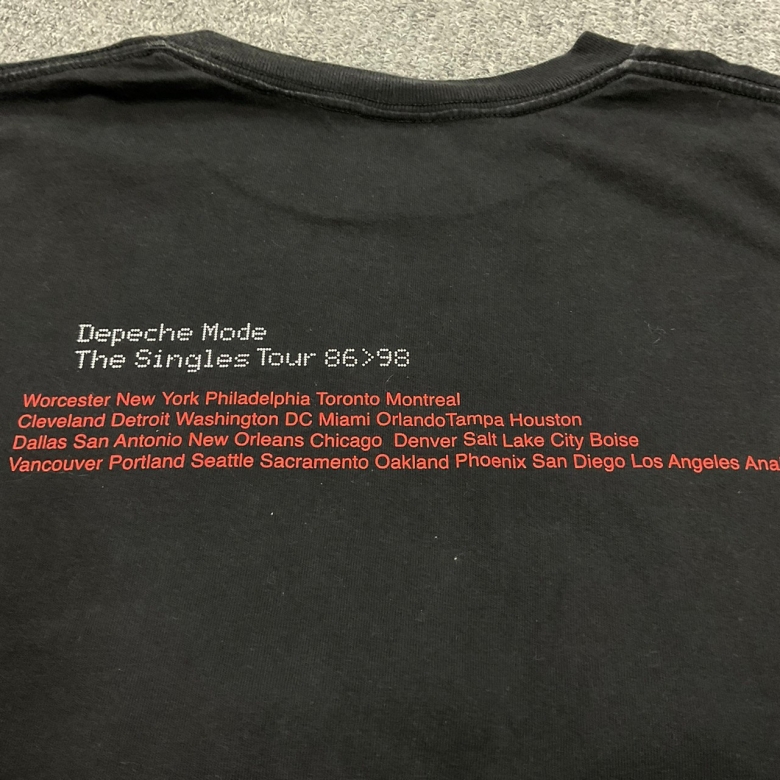 Depeche Mode
The Singles Tour 86>98
Worcester New York Philadelphia Toronto Montreal
Cleveland Detroit Washington DC Miami OrlandoTampa Houston
Dallas San Antonio New Orleans Chicago Denver Salt Lake City Boise
Vancouver Portland Seattle Sacramento Oakland Phoenix San Diego Los Angeles